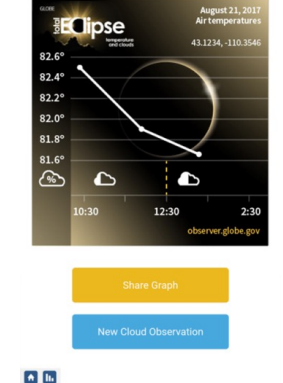 GLOBE
August 21, 2017
Air temperatures
total Eclipse
temperature
and clouds
43.1234, -110.3546
82.6°
82.4°
82.2°
82.0°
81.8°
81.6°
%
10:30 12:30 2:30
observer.globe.gov
Share Graph
New Cloud Observation